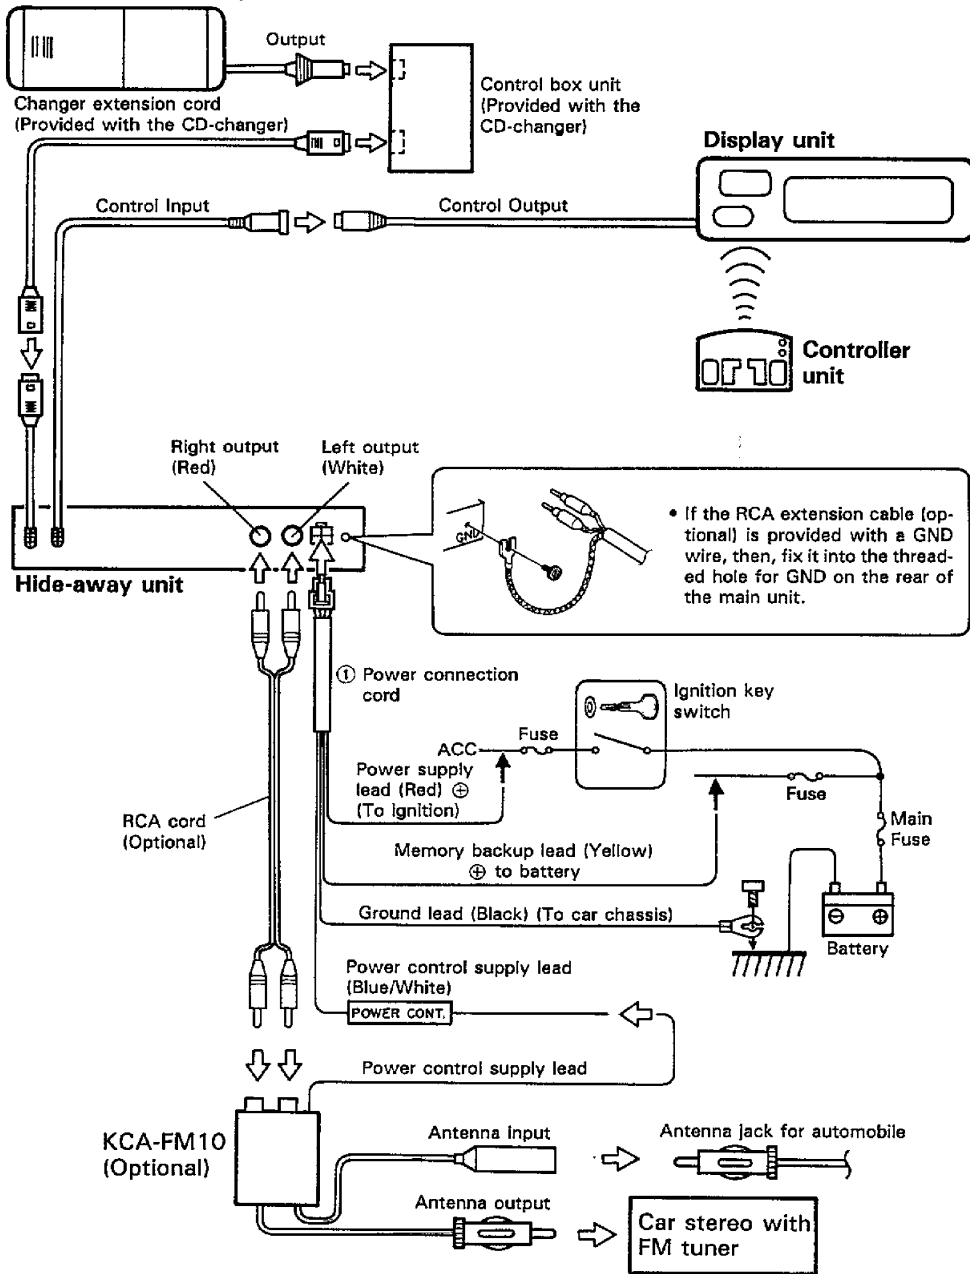 Output
Changer extension cord
(Provided with the CD-changer)
Control box unit
(Provided with the
CD-changer)
Display unit
Control Input
Control Output
Controller
unit
Right output
(Red)
Left output
(White)
Hide-away unit
GND
• If the RCA extension cable (op-
tional) is provided with a GND
wire, then, fix it into the thread-
ed hole for GND on the rear of
the main unit.
① Power connection
cord
Ignition key
switch
ACC
Fuse
Power supply
lead (Red) ⊕
(To ignition)
Fuse
Main
Fuse
RCA cord
(Optional)
Memory backup lead (Yellow)
⊕ to battery
Ground lead (Black) (To car chassis)
⊖ ⊕
Battery
Power control supply lead
(Blue/White)
POWER CONT.
Power control supply lead
KCA-FM10
(Optional)
Antenna input
Antenna jack for automobile
Antenna output
Car stereo with
FM tuner